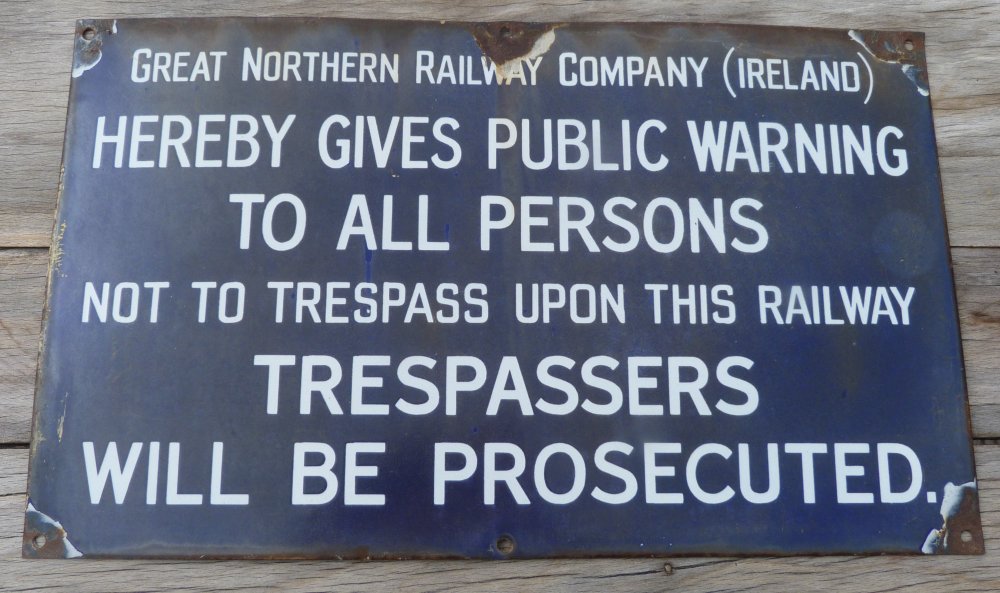 GREAT NORTHERN RAILWAY COMPANY (IRELAND)
HEREBY GIVES PUBLIC WARNING
TO ALL PERSONS
NOT TO TRESPASS UPON THIS RAILWAY
TRESPASSERS
WILL BE PROSECUTED.